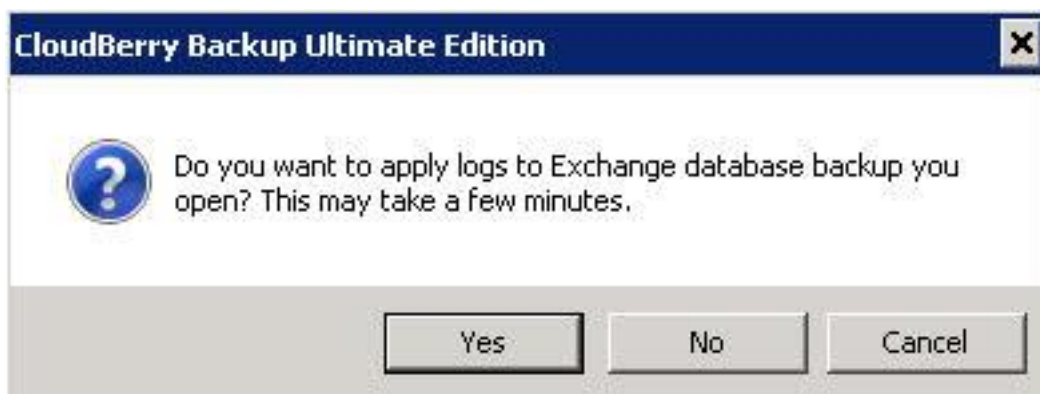 CloudBerry Backup Ultimate Edition
Do you want to apply logs to Exchange database backup you
open? This may take a few minutes.
Yes No Cancel